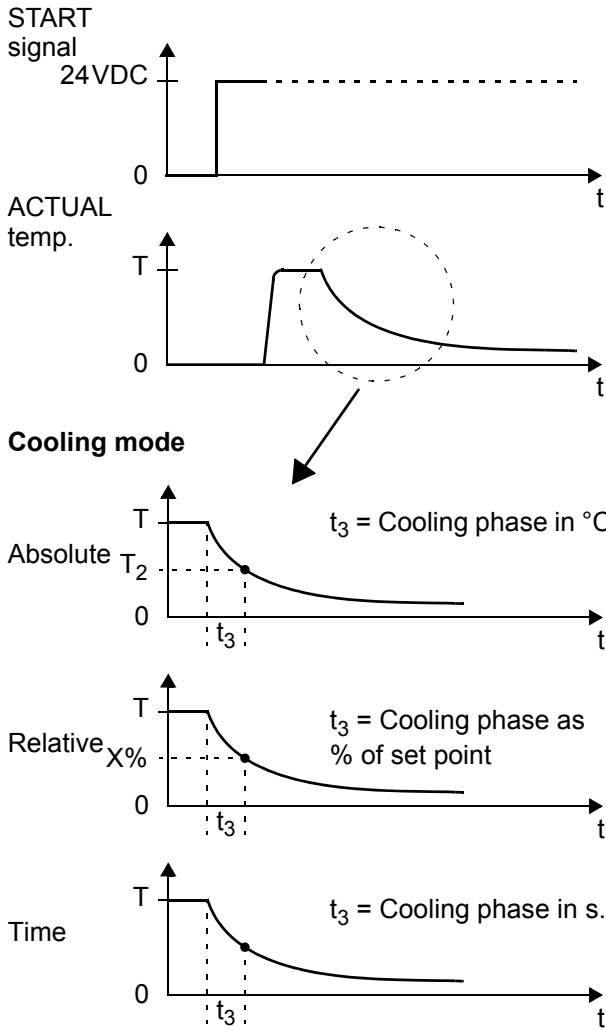 START
signal
24VDC
0
t
ACTUAL
temp.
T
0
t
Cooling mode
T
t3 = Cooling phase in °C
Absolute T2
0
t3
t
T
t3 = Cooling phase as
% of set point
Relative X%
0
t3
t
T
t3 = Cooling phase in s.
Time
0
t3
t